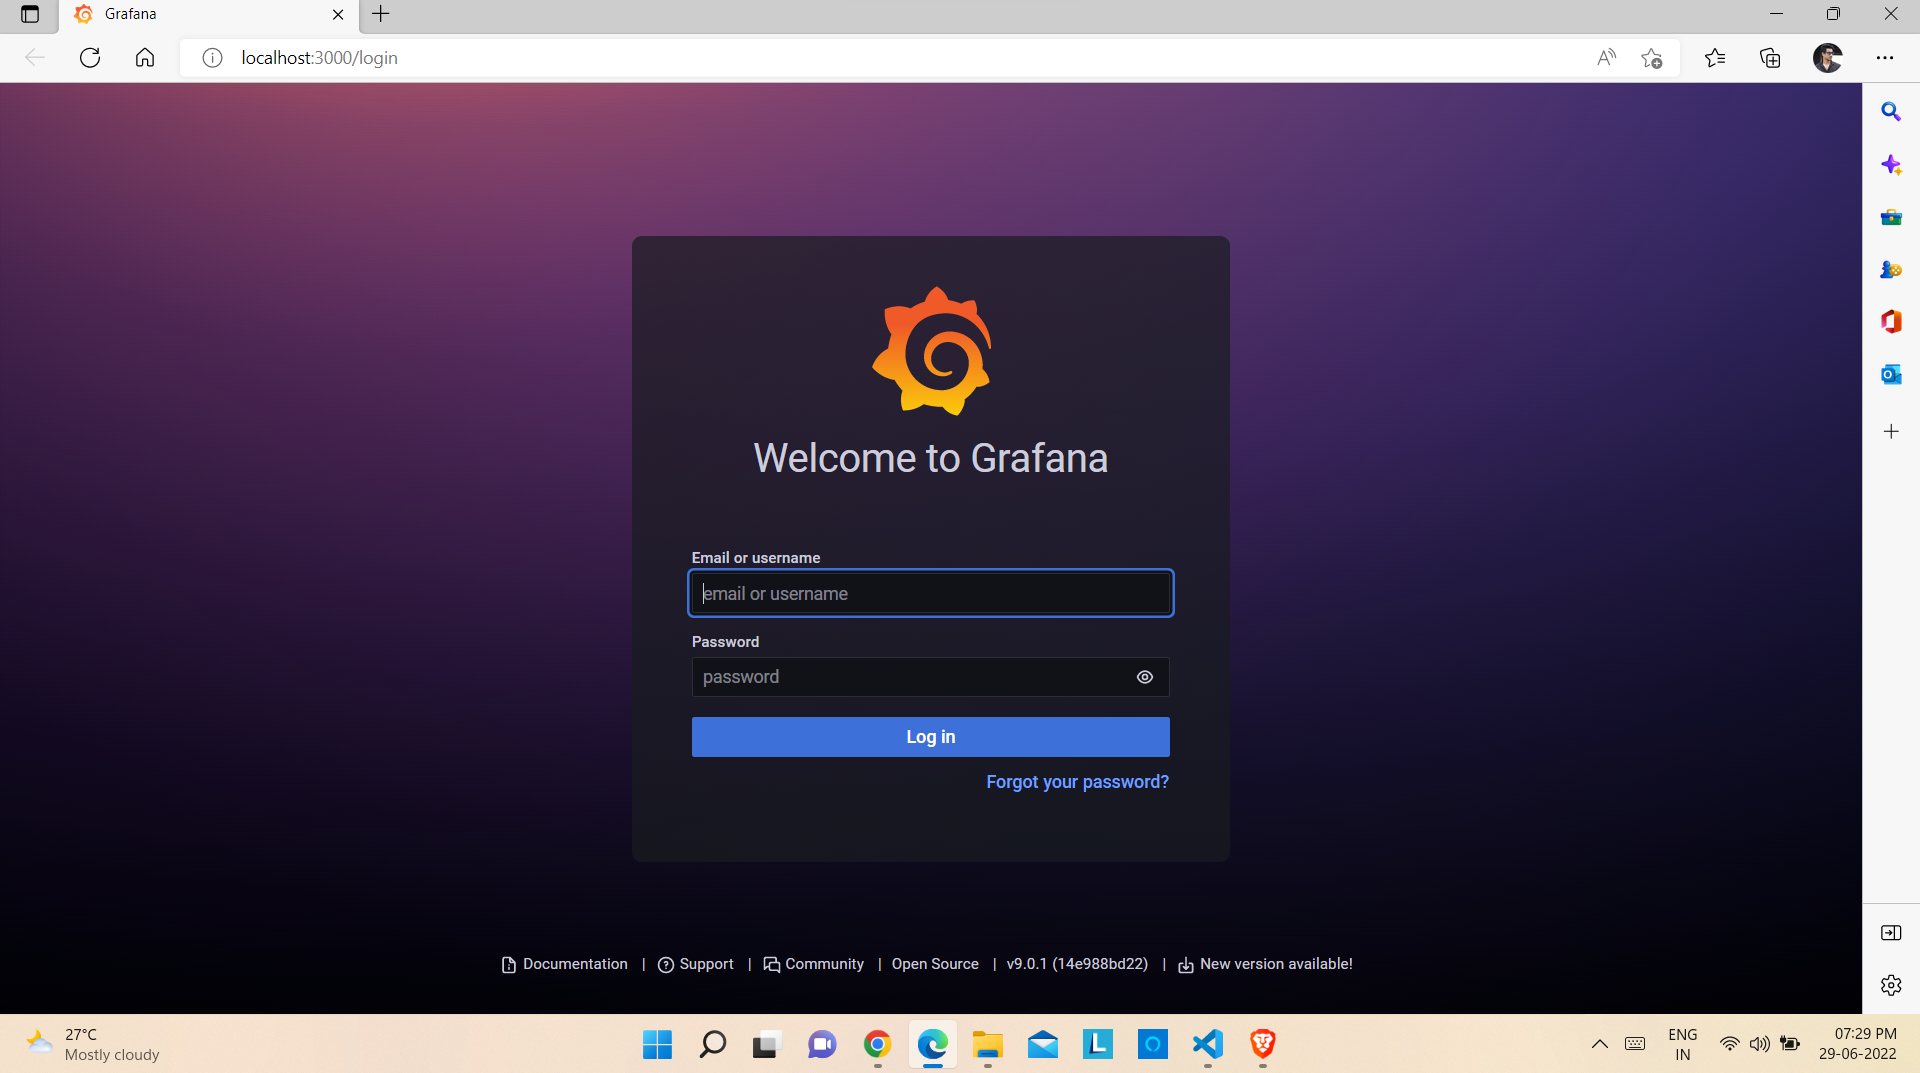 Grafana
localhost:3000/login
Welcome to Grafana
Email or username
email or username
Password
password
Log in
Forgot your password?
Documentation | Support | Community | Open Source | v9.0.1 (14e988bd22) | New version available!
27°C
Mostly cloudy
ENG
IN
07:29 PM
29-06-2022